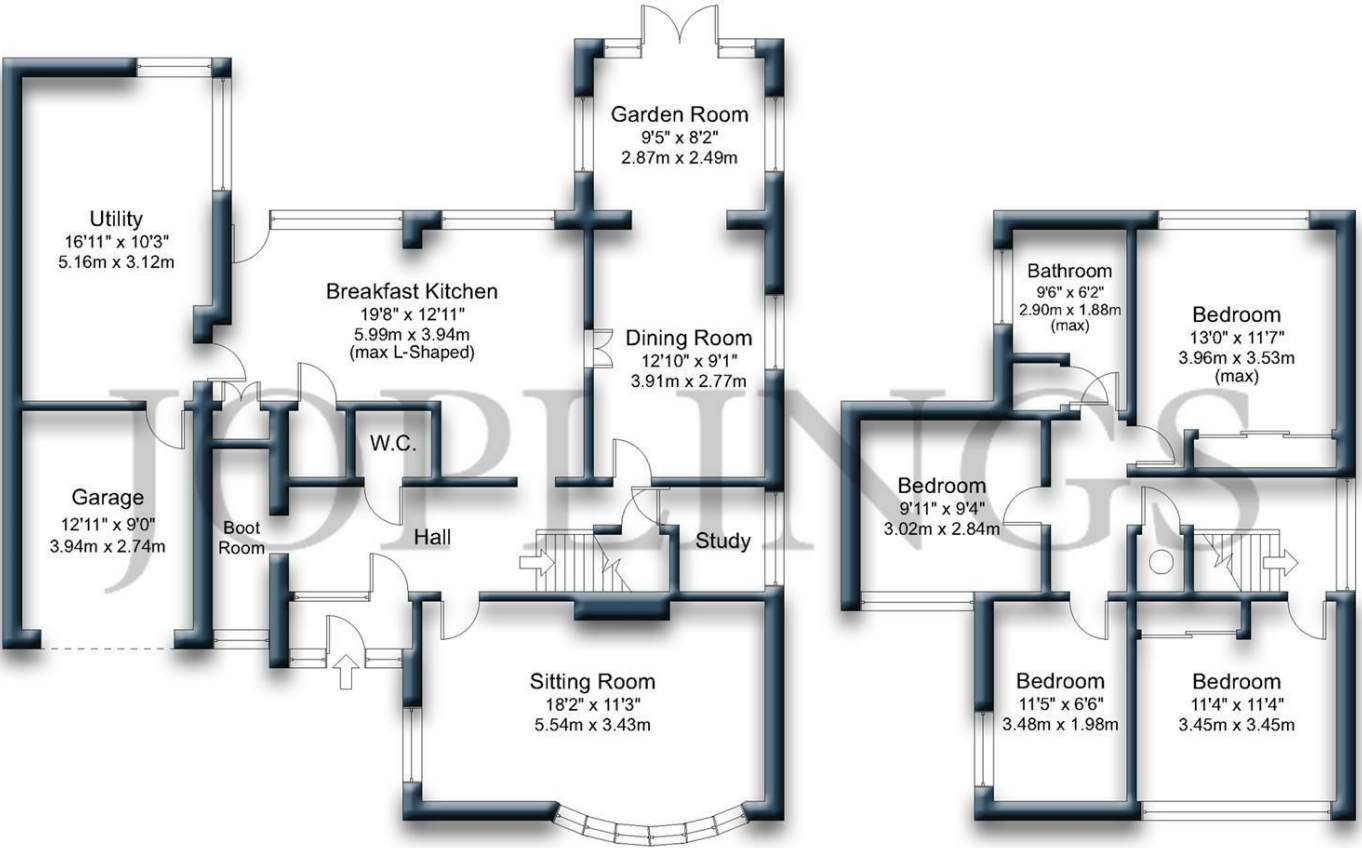 Garden Room
9'5" x 8'2"
2.87m x 2.49m
Utility
16'11" x 10'3"
5.16m x 3.12m
Breakfast Kitchen
19'8" x 12'11"
5.99m x 3.94m
(max L-Shaped)
Dining Room
12'10" x 9'1"
3.91m x 2.77m
W.C.
Garage
12'11" x 9'0"
3.94m x 2.74m
Boot
Room
Hall
Study
Sitting Room
18'2" x 11'3"
5.54m x 3.43m
Bathroom
9'6" x 6'2"
2.90m x 1.88m
(max)
Bedroom
13'0" x 11'7"
3.96m x 3.53m
(max)
Bedroom
9'11" x 9'4"
3.02m x 2.84m
Bedroom
11'5" x 6'6"
3.48m x 1.98m
Bedroom
11'4" x 11'4"
3.45m x 3.45m
JOPLINGS